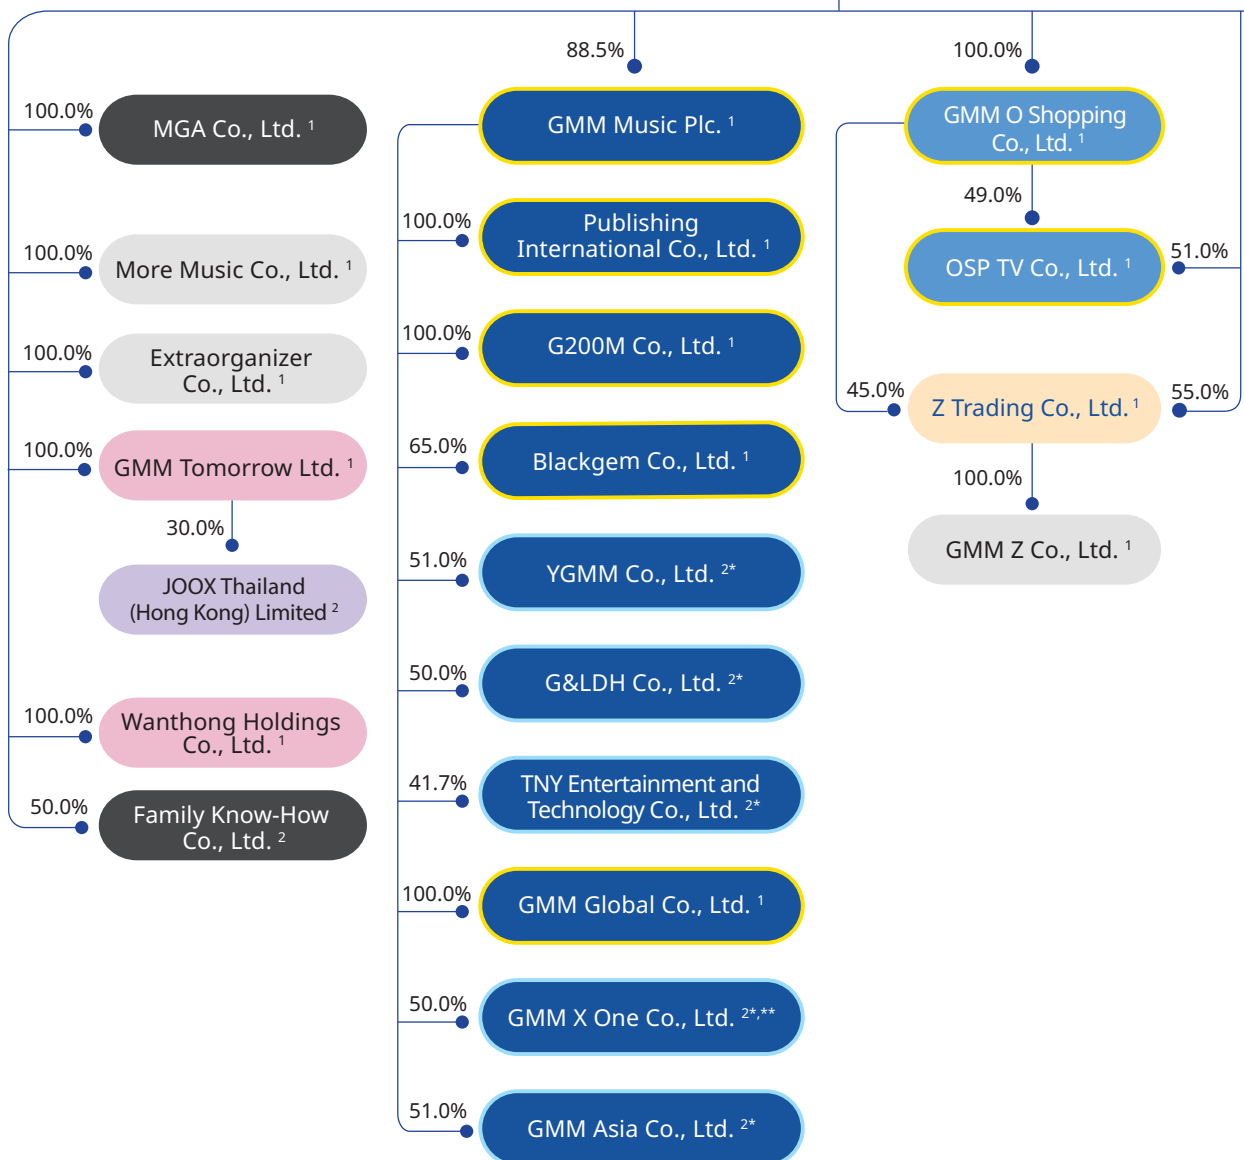 100.0%
MGA Co., Ltd. 1
100.0%
More Music Co., Ltd. 1
100.0%
Extraorganizer
Co., Ltd. 1
100.0%
GMM Tomorrow Ltd. 1
30.0%
JOOX Thailand
(Hong Kong) Limited 2
100.0%
Wanthong Holdings
Co., Ltd. 1
50.0%
Family Know-How
Co., Ltd. 2
88.5%
GMM Music Plc. 1
100.0%
Publishing
International Co., Ltd. 1
100.0%
G200M Co., Ltd. 1
65.0%
Blackgem Co., Ltd. 1
51.0%
YGMM Co., Ltd. 2*
50.0%
G&LDH Co., Ltd. 2*
41.7%
TNY Entertainment and
Technology Co., Ltd. 2*
100.0%
GMM Global Co., Ltd. 1
50.0%
GMM X One Co., Ltd. 2*,**
51.0%
GMM Asia Co., Ltd. 2*
100.0%
GMM O Shopping
Co., Ltd. 1
49.0%
OSP TV Co., Ltd. 1
51.0%
45.0%
Z Trading Co., Ltd. 1
55.0%
100.0%
GMM Z Co., Ltd. 1